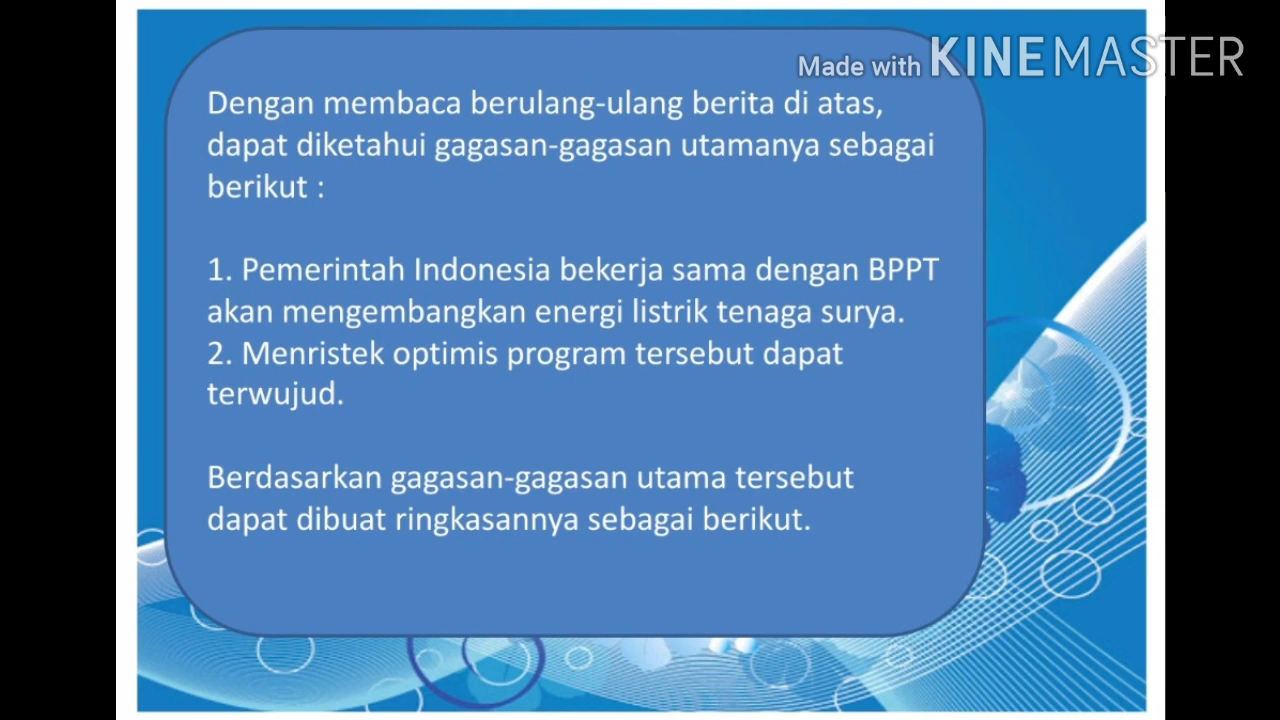 Made with KINEMASTER
Dengan membaca berulang-ulang berita di atas,
dapat diketahui gagasan-gagasan utamanya sebagai
berikut :
1. Pemerintah Indonesia bekerja sama dengan BPPT
akan mengembangkan energi listrik tenaga surya.
2. Menristek optimis program tersebut dapat
terwujud.
Berdasarkan gagasan-gagasan utama tersebut
dapat dibuat ringkasannya sebagai berikut.